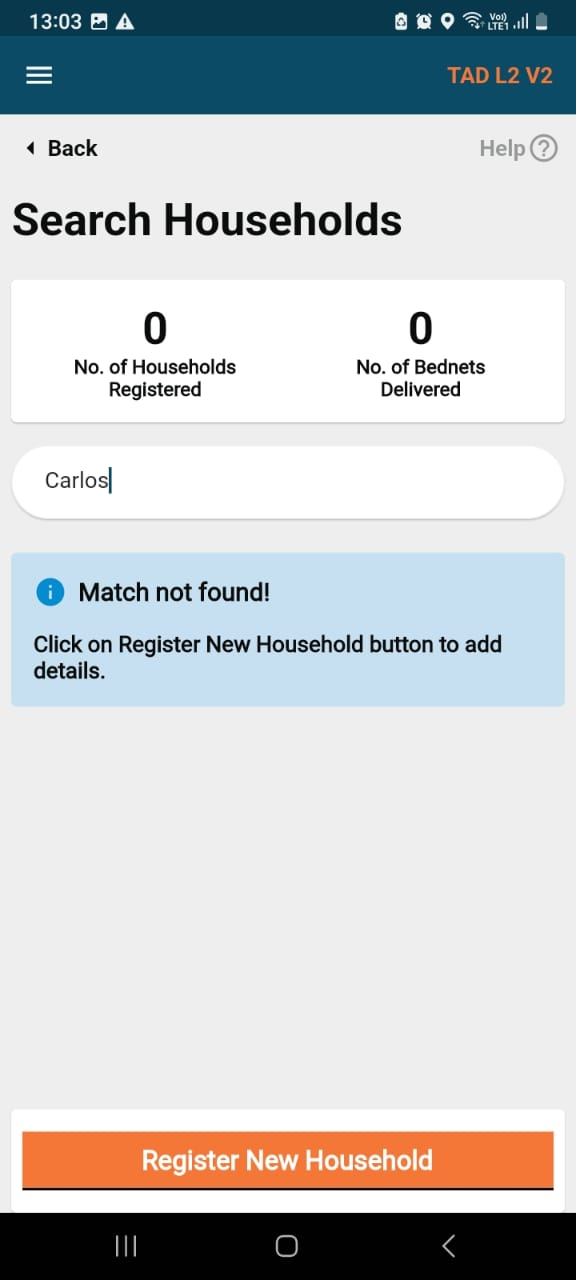 13:03
Vo)) LTE1
TAD L2 V2
Back
Help
Search Households
0
No. of Households
Registered
0
No. of Bednets
Delivered
Carlos
Match not found!
Click on Register New Household button to add
details.
Register New Household